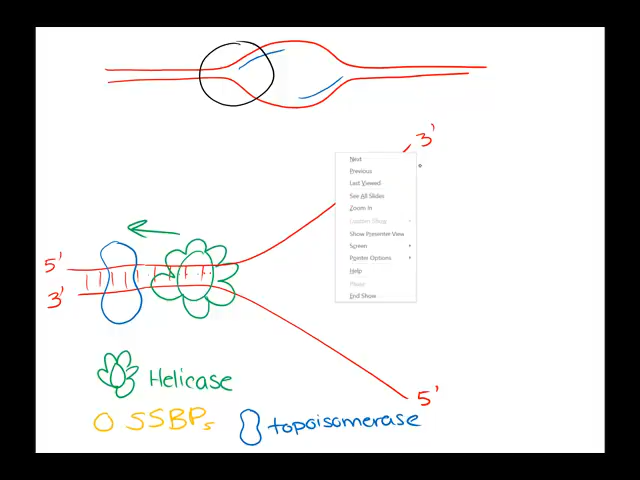 3'
Next
Previous
Last Viewed
See All Slides
Zoom In
Custom Show
Show Presenter View
Screen
Pointer Options
Help
Pause
End Show
5'
3'
5'
Helicase
SSBPs
topoisomerase